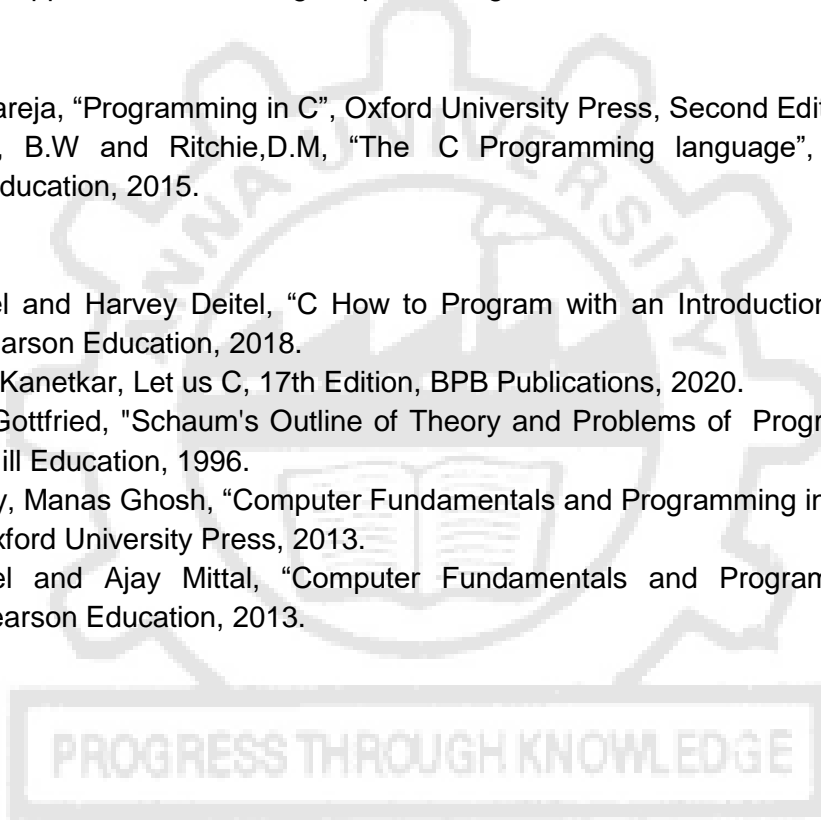 areja, “Programming in C”, Oxford University Press, Second Edit
, B.W and Ritchie,D.M, “The C Programming language”,
ducation, 2015.
el and Harvey Deitel, “C How to Program with an Introduction
arson Education, 2018.
Kanetkar, Let us C, 17th Edition, BPB Publications, 2020.
Gottfried, "Schaum's Outline of Theory and Problems of Progr
ill Education, 1996.
y, Manas Ghosh, “Computer Fundamentals and Programming in
xford University Press, 2013.
el and Ajay Mittal, “Computer Fundamentals and Program
earson Education, 2013.
ANNA UNIVERSITY
PROGRESS THROUGH KNOWLEDGE